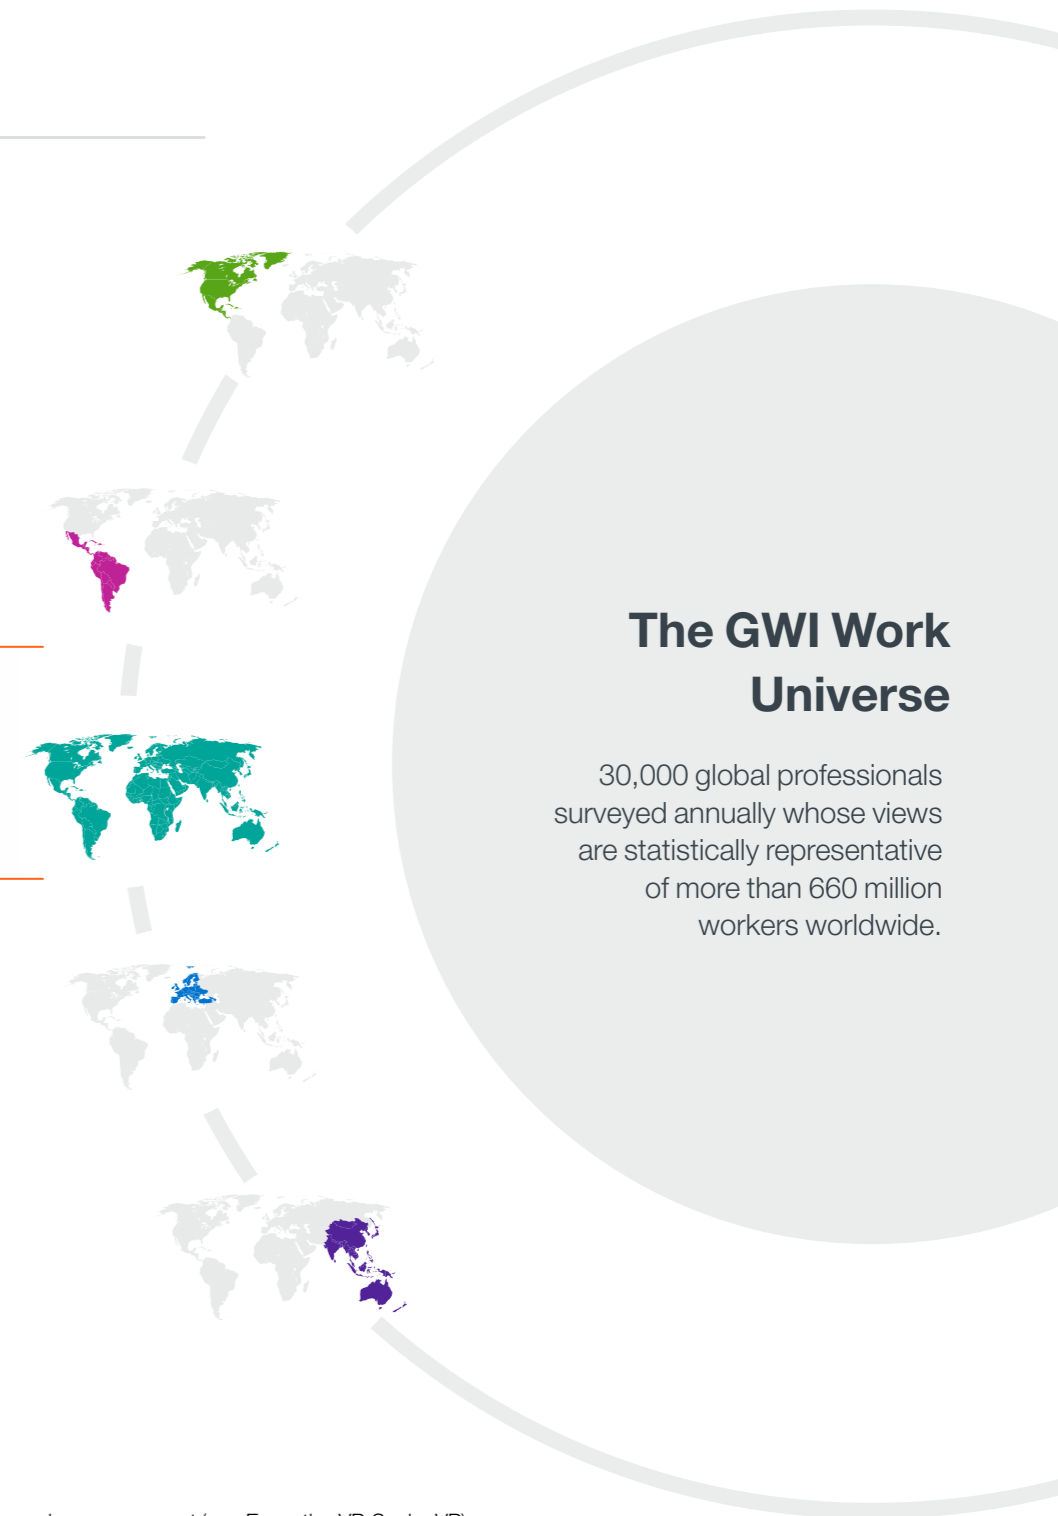 The GWI Work
Universe
30,000 global professionals
surveyed annually whose views
are statistically representative
of more than 660 million
workers worldwide.